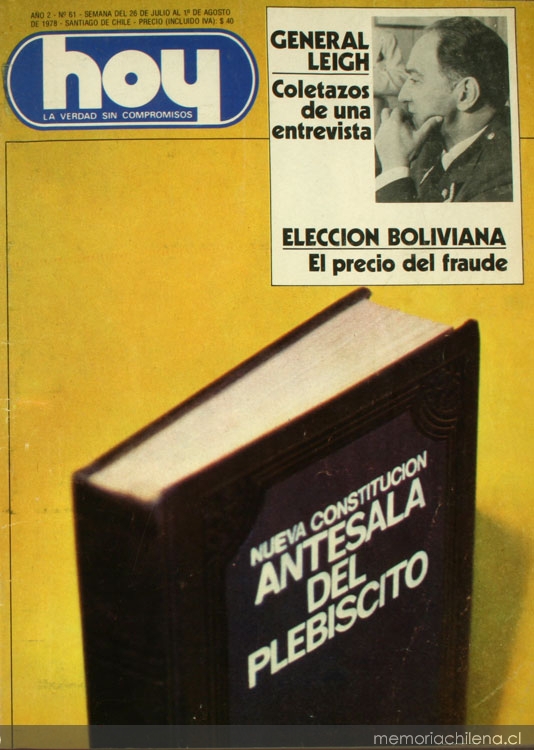 AÑO 2 - Nº 61 - SEMANA DEL 26 DE JULIO AL 1º DE AGOSTO
DE 1978 - SANTIAGO DE CHILE - PRECIO (INCLUIDO IVA): $ 40
hoy
LA VERDAD SIN COMPROMISOS
GENERAL
LEIGH
Coletazos
de una
entrevista
ELECCION BOLIVIANA
El precio del fraude
NUEVA CONSTITUCION
ANTESALA
DEL
PLEBISCITO
memoriachilena.cl